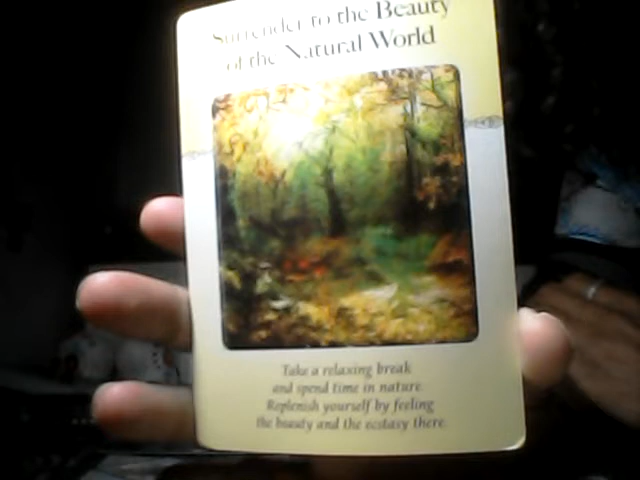 Surrender to the Beauty
of the Natural World
Take a relaxing break
and spend time in nature.
Replenish yourself by feeling
the beauty and the ecstasy there.